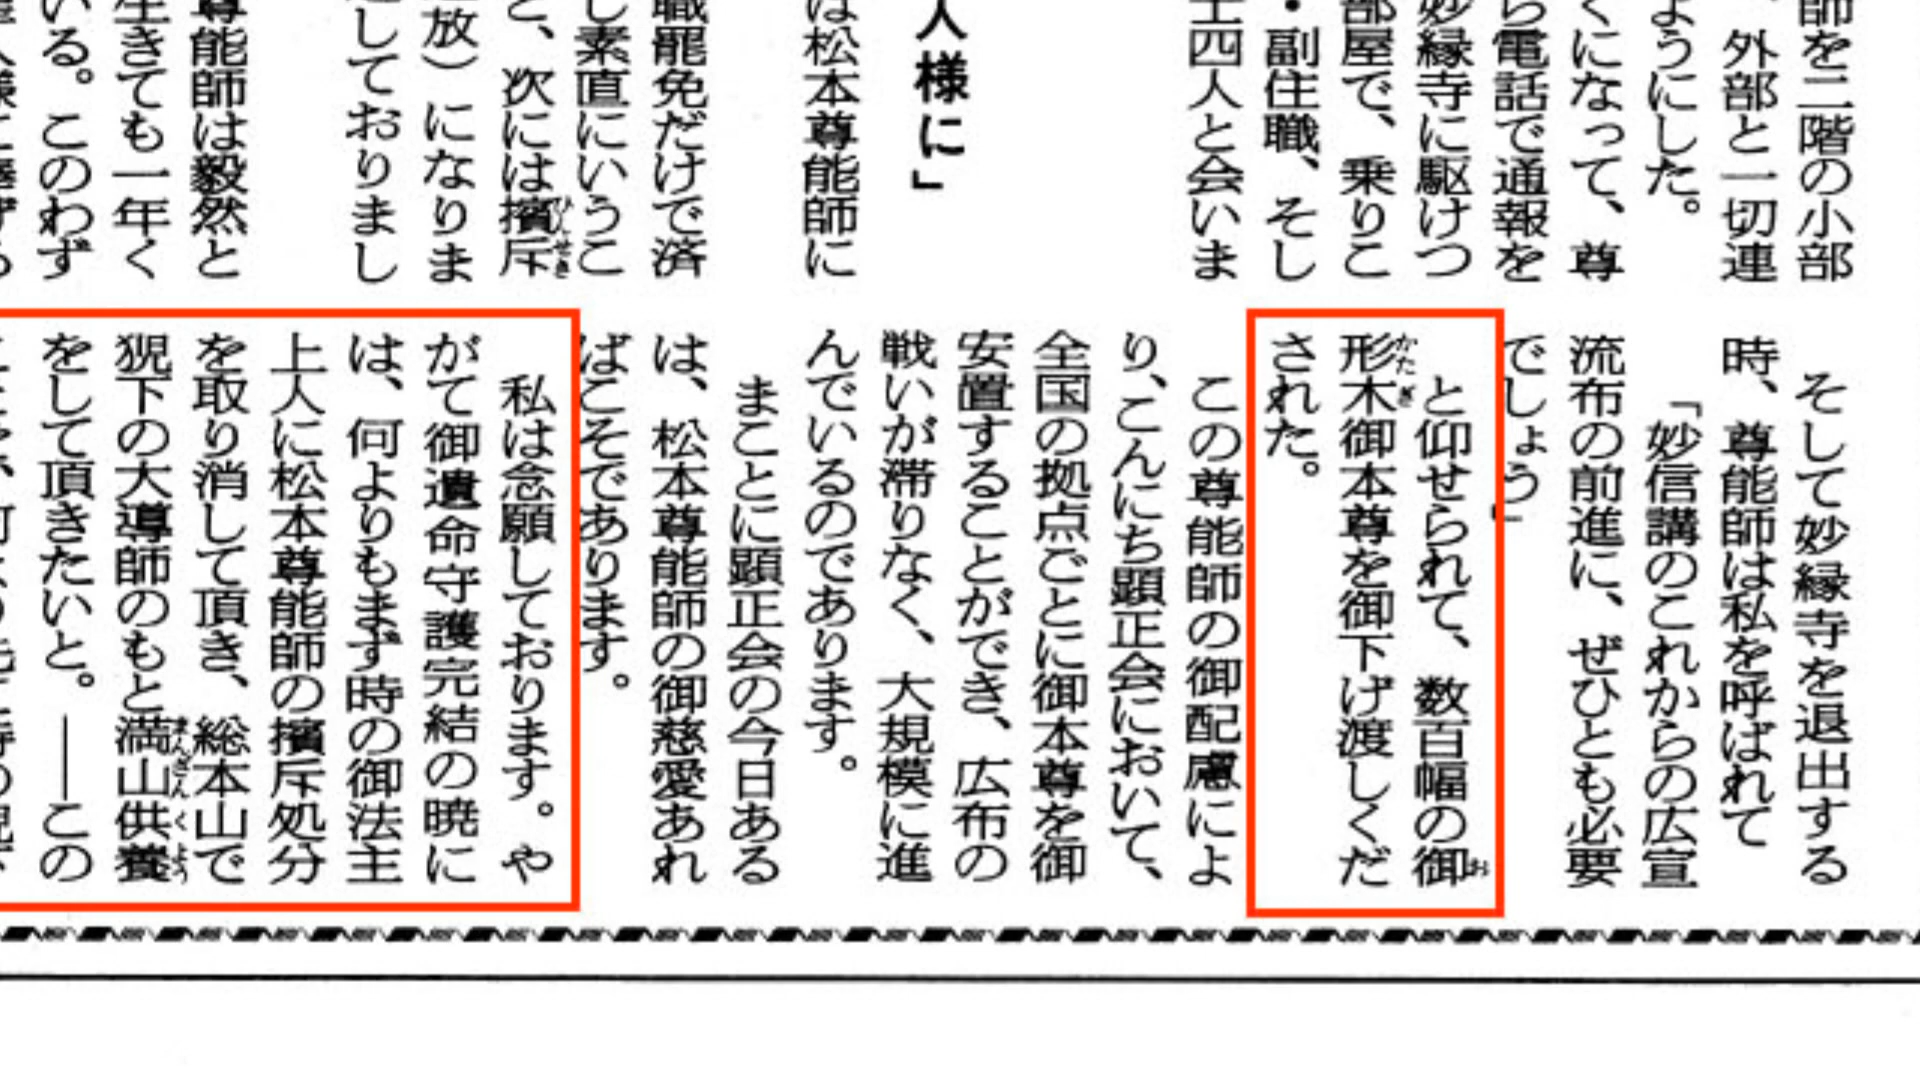 師を二階の小部
、外部と一切連
ようにした。
くになって、尊
ら電話で通報を
妙縁寺に駆けつ
部屋で、乗りこ
・副住職、そし
士四人と会いま
人様に」
は松本尊能師に
職罷免だけで済
し素直にいうこ
と、次には擯斥ひんせき
放）になりま
しておりまし
尊能師は毅然と
生きても一年く
いる。このわず
そして妙縁寺を退出する
時、尊能師は私を呼ばれて
「妙信講のこれからの広宣
流布の前進に、ぜひとも必要
でしょう」
と仰せられて、数百幅の御お
形木かたぎ御本尊を御下げ渡しくだ
された。
この尊能師の御配慮によ
り、こんにち顕正会において、
全国の拠点ごとに御本尊を御
安置することができ、広布の
戦いが滞りなく、大規模に進
んでいるのであります。
まことに顕正会の今日ある
は、松本尊能師の御慈愛あれ
ばこそであります。
私は念願しております。や
がて御遺命守護完結の暁に
は、何よりもまず時の御法主
上人に松本尊能師の擯斥処分
を取り消して頂き、総本山で
猊下の大導師のもと満山供養まんざんくよう
をして頂きたいと。――この